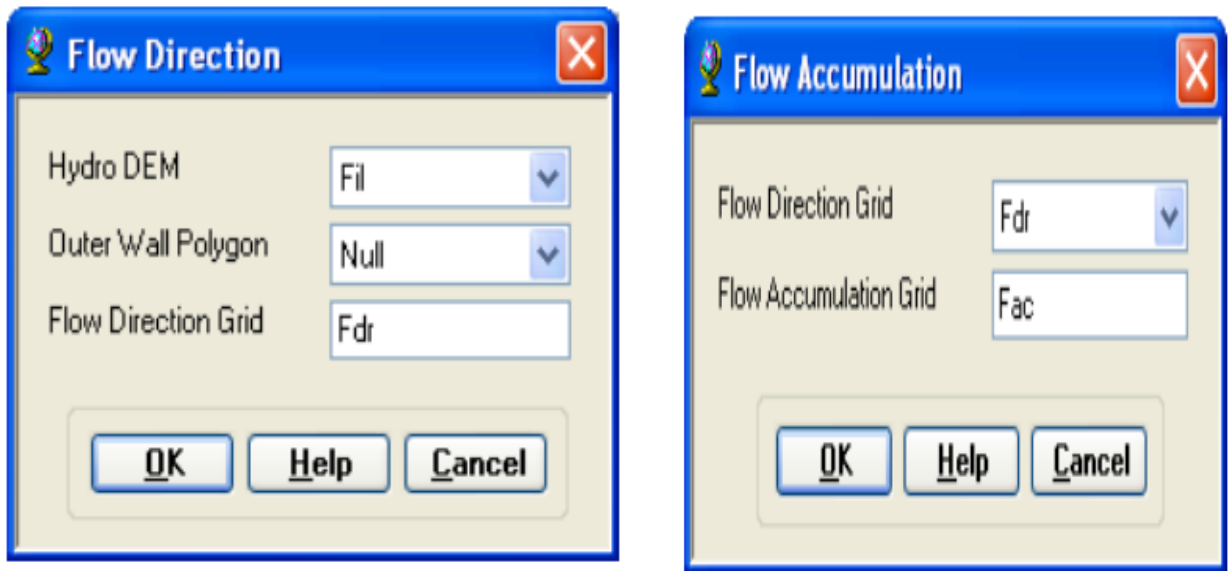 Flow Direction
Hydro DEM
Fil
Outer Wall Polygon
Null
Flow Direction Grid
Fdr
OK
Help
Cancel
Flow Accumulation
Flow Direction Grid
Fdr
Flow Accumulation Grid
Fac
OK
Help
Cancel